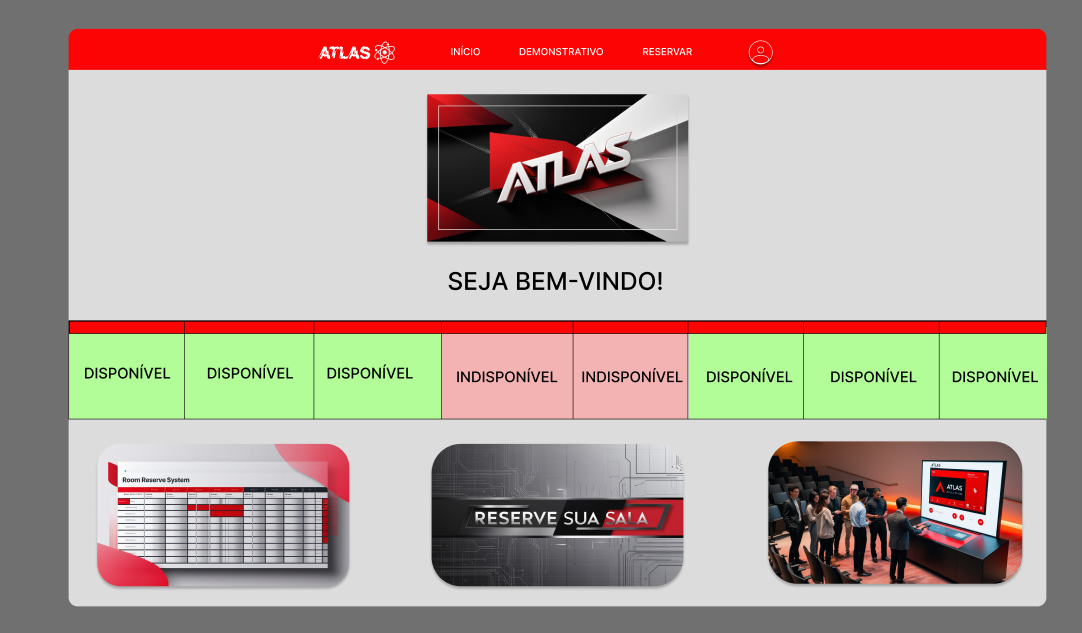 ATLAS
INÍCIO DEMONSTRATIVO RESERVAR
ATLAS
SEJA BEM-VINDO!
DISPONÍVEL DISPONÍVEL DISPONÍVEL INDISPONÍVEL INDISPONÍVEL DISPONÍVEL DISPONÍVEL DISPONÍVEL
Room Reserve System
RESERVE SUA SALA
ATLAS
ATLAS